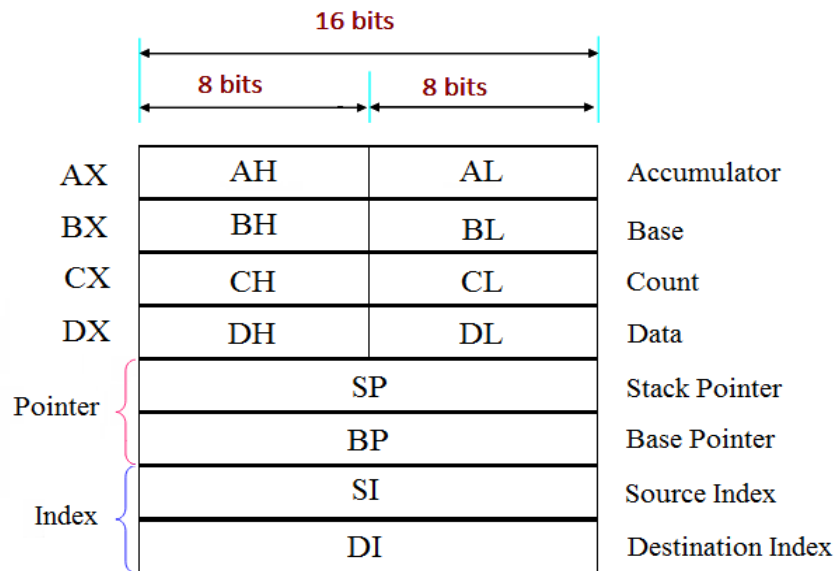 16 bits
8 bits 8 bits
AX AH AL Accumulator
BX BH BL Base
CX CH CL Count
DX DH DL Data
Pointer
SP Stack Pointer
BP Base Pointer
Index
SI Source Index
DI Destination Index